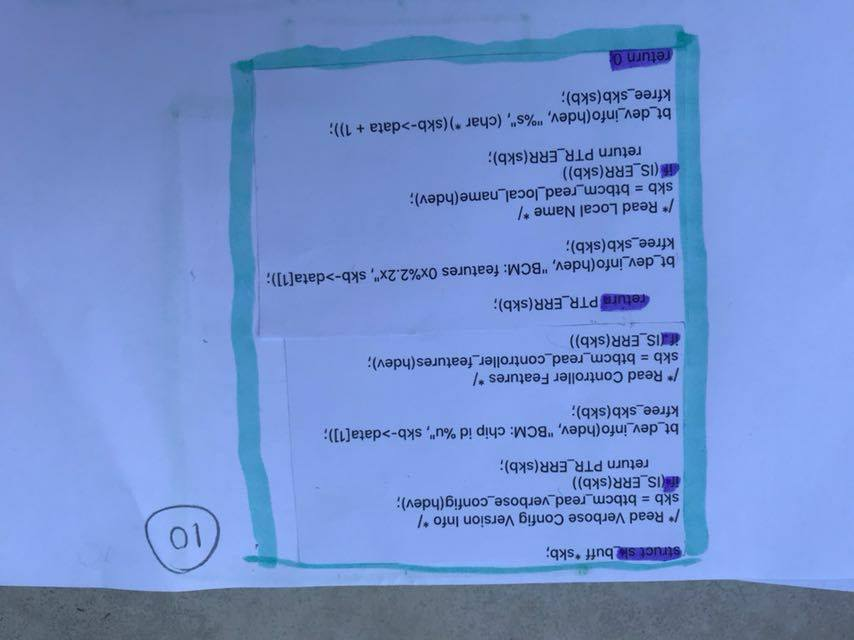 struct sk_buff *skb;
/* Read Verbose Config Version Info */
skb = btbcm_read_verbose_config(hdev);
if (IS_ERR(skb))
return PTR_ERR(skb);
bt_dev_info(hdev, "BCM: chip id %u", skb->data[1]);
kfree_skb(skb);
/* Read Controller Features */
skb = btbcm_read_controller_features(hdev);
if (IS_ERR(skb))
return PTR_ERR(skb);
bt_dev_info(hdev, "BCM: features 0x%2.2x", skb->data[1]);
kfree_skb(skb);
/* Read Local Name */
skb = btbcm_read_local_name(hdev);
if (IS_ERR(skb))
return PTR_ERR(skb);
bt_dev_info(hdev, "%s", (char *)(skb->data + 1));
kfree_skb(skb);
return 0;
10